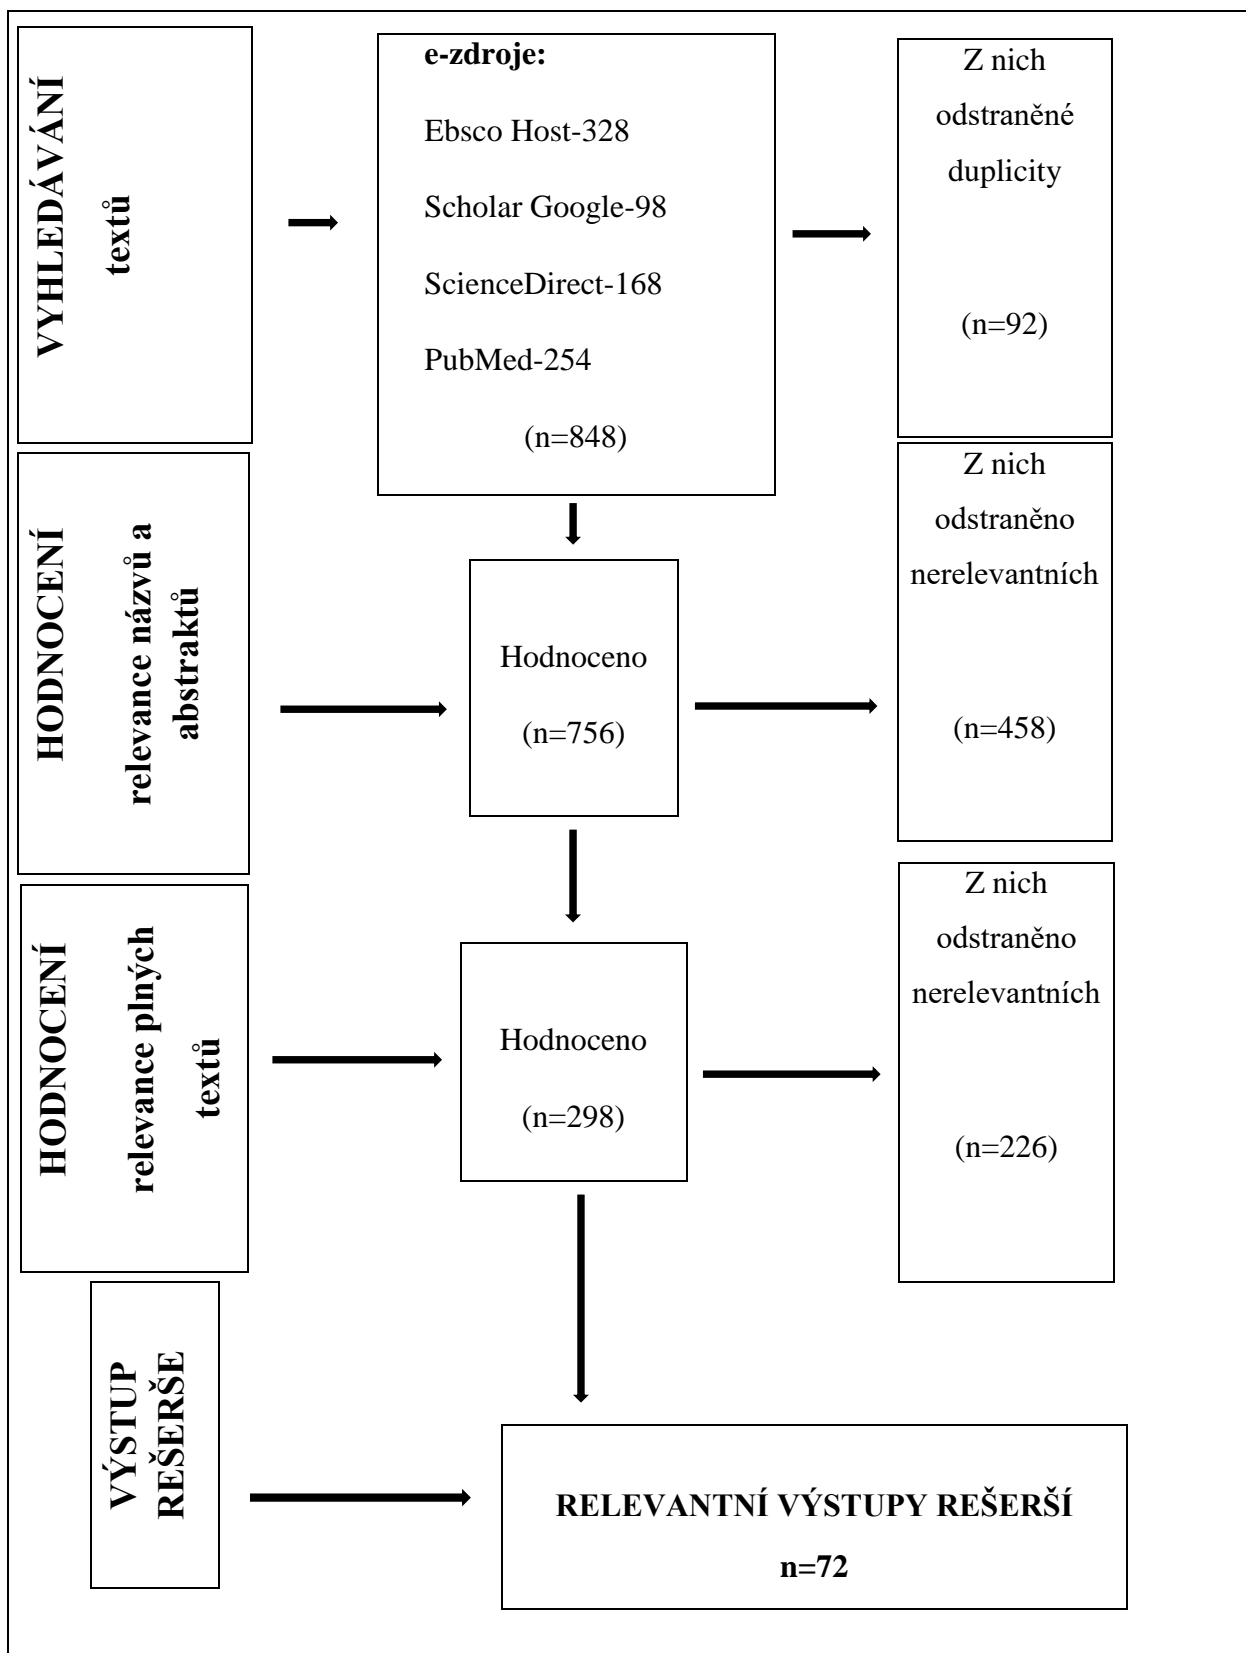 VYHLEDÁVÁNÍ
textů
e-zdroje:
Ebsco Host-328
Scholar Google-98
ScienceDirect-168
PubMed-254
(n=848)
Z nich
odstraněné
duplicity
(n=92)
HODNOCENÍ
relevance názvů a
abstraktů
Hodnoceno
(n=756)
Z nich
odstraněno
nerelevantních
(n=458)
HODNOCENÍ
relevance plných
textů
Hodnoceno
(n=298)
Z nich
odstraněno
nerelevantních
(n=226)
VÝSTUP
REŠERŠE
RELEVANTNÍ VÝSTUPY REŠERŠÍ
n=72